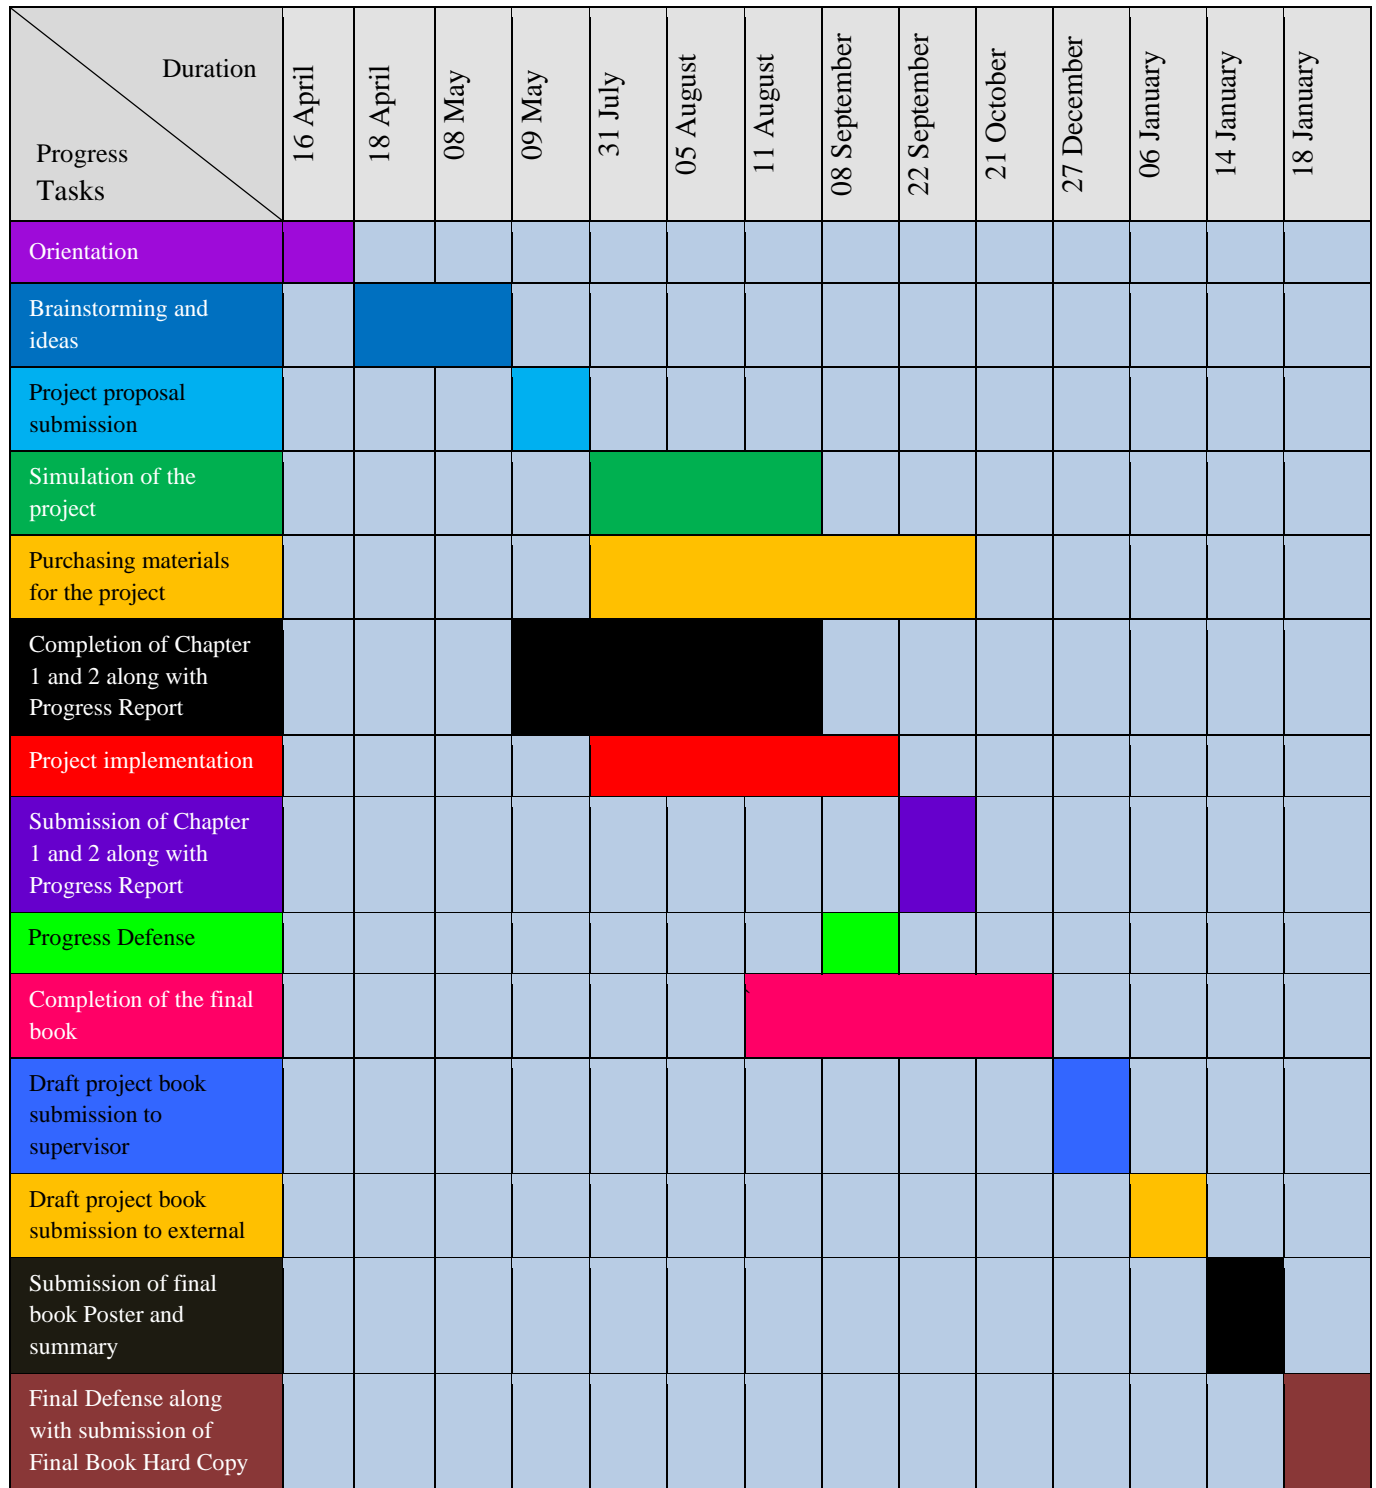 Duration
Progress
Tasks
16 April
18 April
08 May
09 May
31 July
05 August
11 August
08 September
22 September
21 October
27 December
06 January
14 January
18 January
Orientation
Brainstorming and
ideas
Project proposal
submission
Simulation of the
project
Purchasing materials
for the project
Completion of Chapter
1 and 2 along with
Progress Report
Project implementation
Submission of Chapter
1 and 2 along with
Progress Report
Progress Defense
Completion of the final
book
Draft project book
submission to
supervisor
Draft project book
submission to external
Submission of final
book Poster and
summary
Final Defense along
with submission of
Final Book Hard Copy